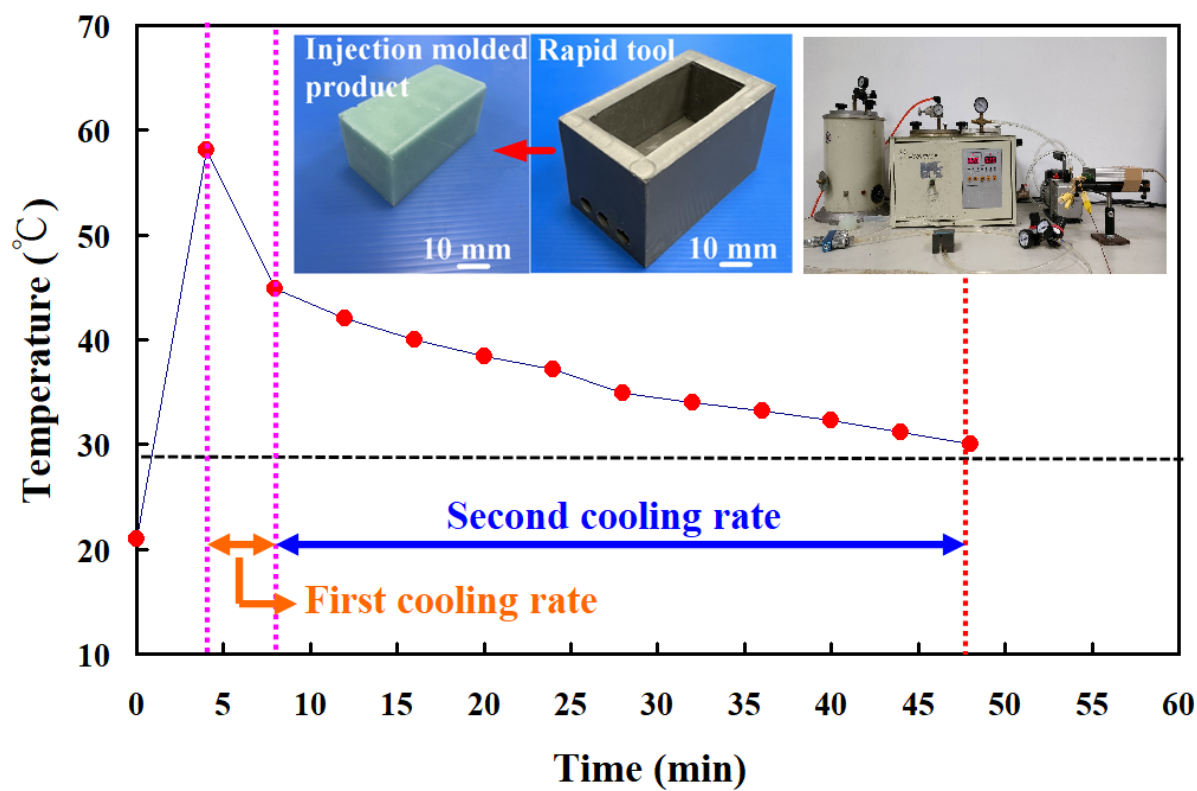 70
60
50
40
30
20
10
Temperature (℃)
Injection molded
product
10 mm
Rapid tool
10 mm
Second cooling rate
First cooling rate
0 5 10 15 20 25 30 35 40 45 50 55 60
Time (min)